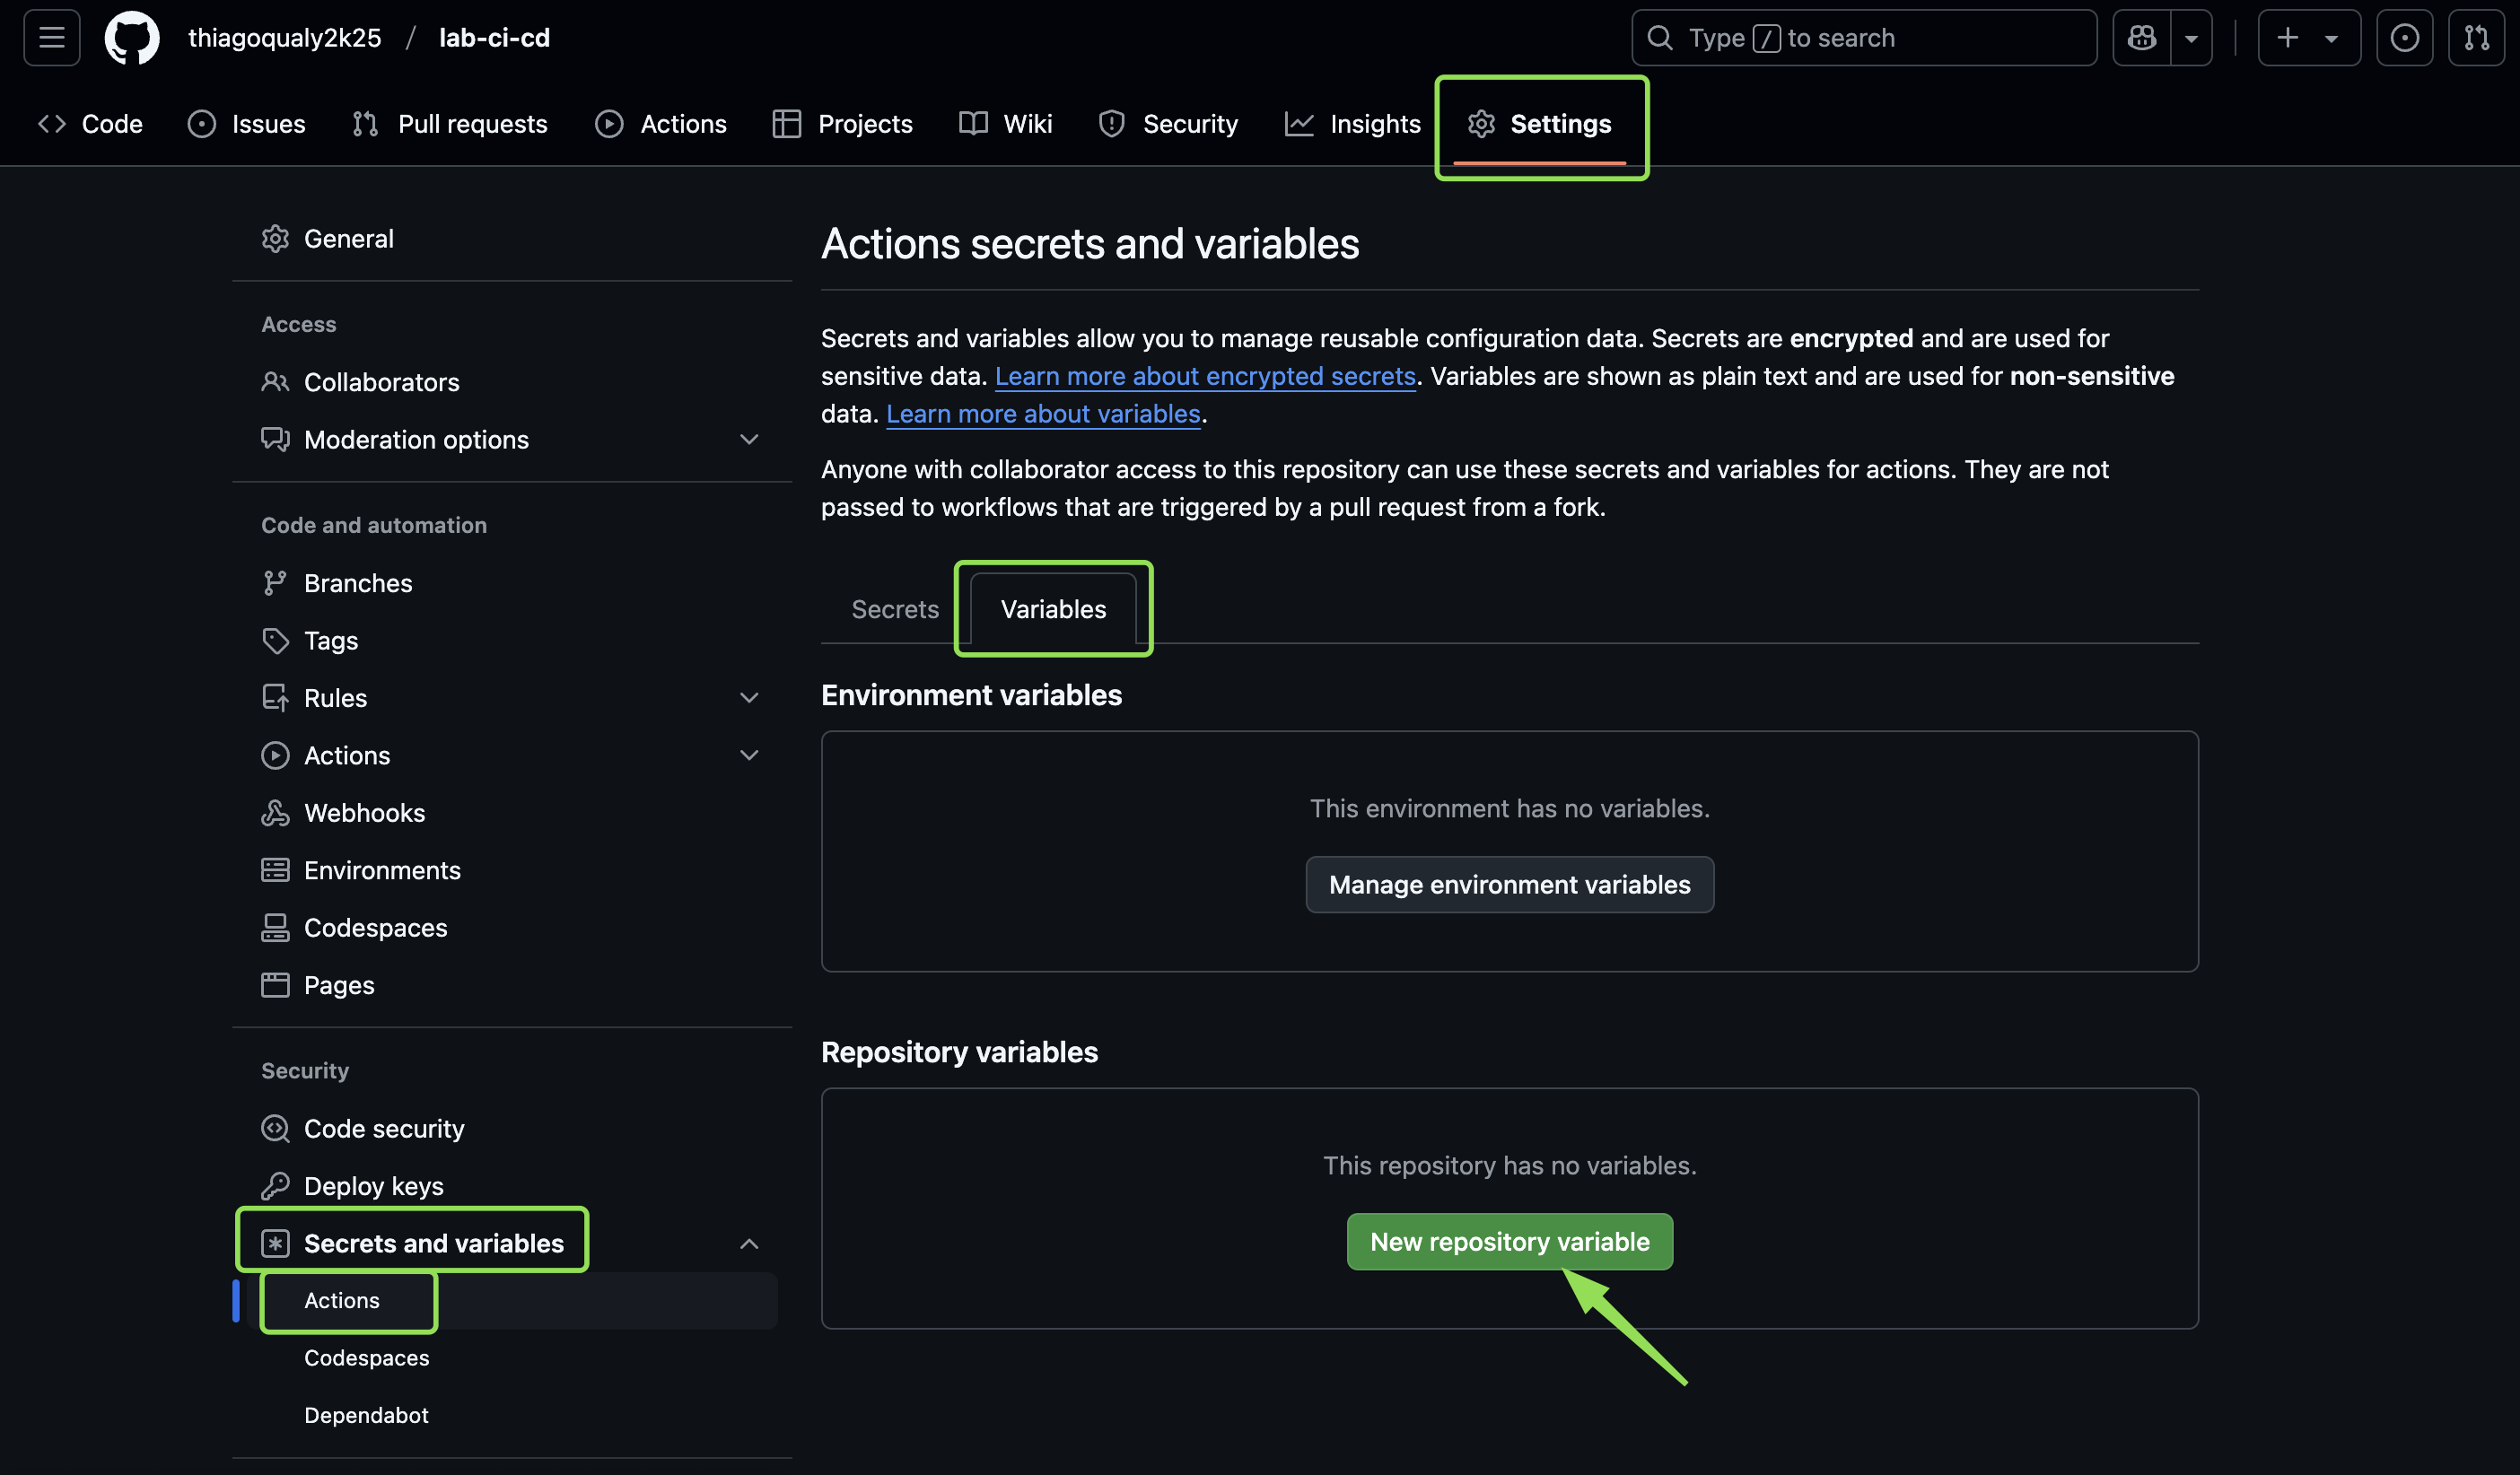 thiagoqualy2k25 / lab-ci-cd
Type / to search
Code
Issues
Pull requests
Actions
Projects
Wiki
Security
Insights
Settings
General
Access
Collaborators
Moderation options
Code and automation
Branches
Tags
Rules
Actions
Webhooks
Environments
Codespaces
Pages
Security
Code security
Deploy keys
Secrets and variables
Actions
Codespaces
Dependabot
Actions secrets and variables
Secrets and variables allow you to manage reusable configuration data. Secrets are encrypted and are used for
sensitive data. Learn more about encrypted secrets. Variables are shown as plain text and are used for non-sensitive
data. Learn more about variables.
Anyone with collaborator access to this repository can use these secrets and variables for actions. They are not
passed to workflows that are triggered by a pull request from a fork.
Secrets
Variables
Environment variables
This environment has no variables.
Manage environment variables
Repository variables
This repository has no variables.
New repository variable